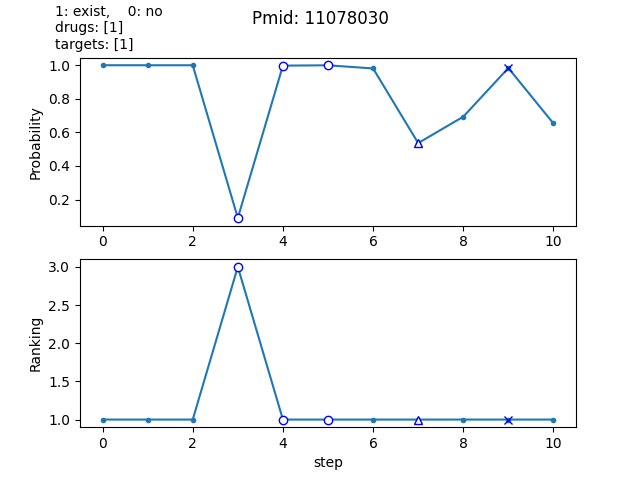 1: exist,    0: no
Pmid: 11078030
drugs: [1]
targets: [1]
1.0
0.8
0.6
0.4
0.2
Probability
0 2 4 6 8 10
3.0
2.5
2.0
1.5
1.0
Ranking
0 2 4 6 8 10
step